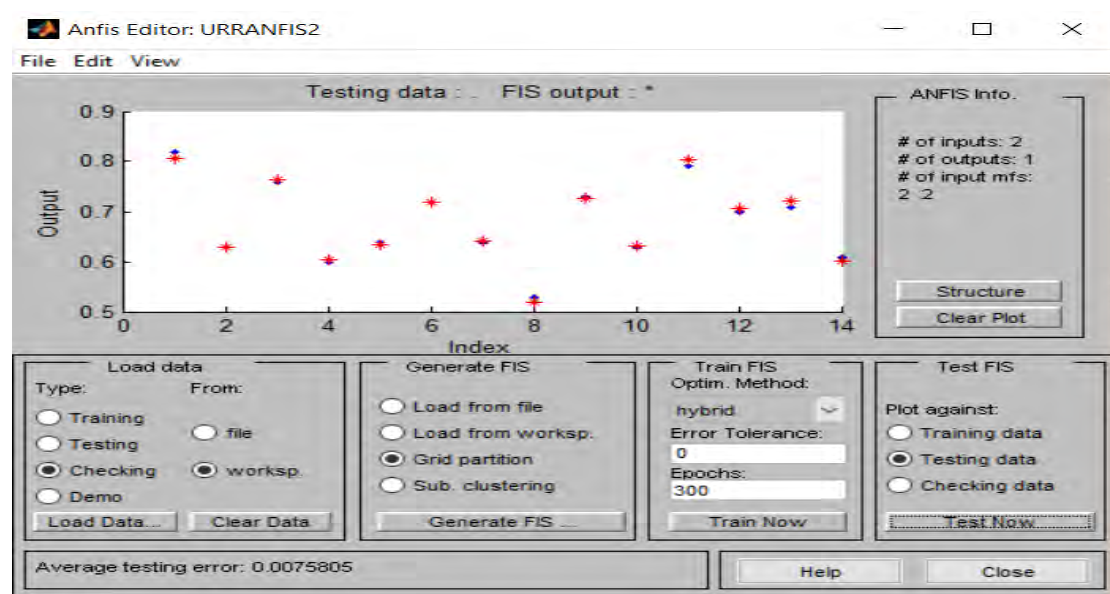 Anfis Editor: URRANFIS2
File Edit View
Testing data : . FIS output : *
0.9
0.8
0.7
0.6
0.5
Output
0 2 4 6 8 10 12 14
Index
ANFIS Info.
# of inputs: 2
# of outputs: 1
# of input mfs:
2 2
Structure
Clear Plot
Load data
Type: From:
Training
Testing
Checking
Demo
file
worksp.
Load Data...
Clear Data
Generate FIS
Load from file
Load from worksp.
Grid partition
Sub. clustering
Generate FIS ...
Train FIS
Optim. Method:
hybrid
Error Tolerance:
0
Epochs:
300
Train Now
Test FIS
Plot against:
Training data
Testing data
Checking data
Test Now
Average testing error: 0.0075805
Help
Close